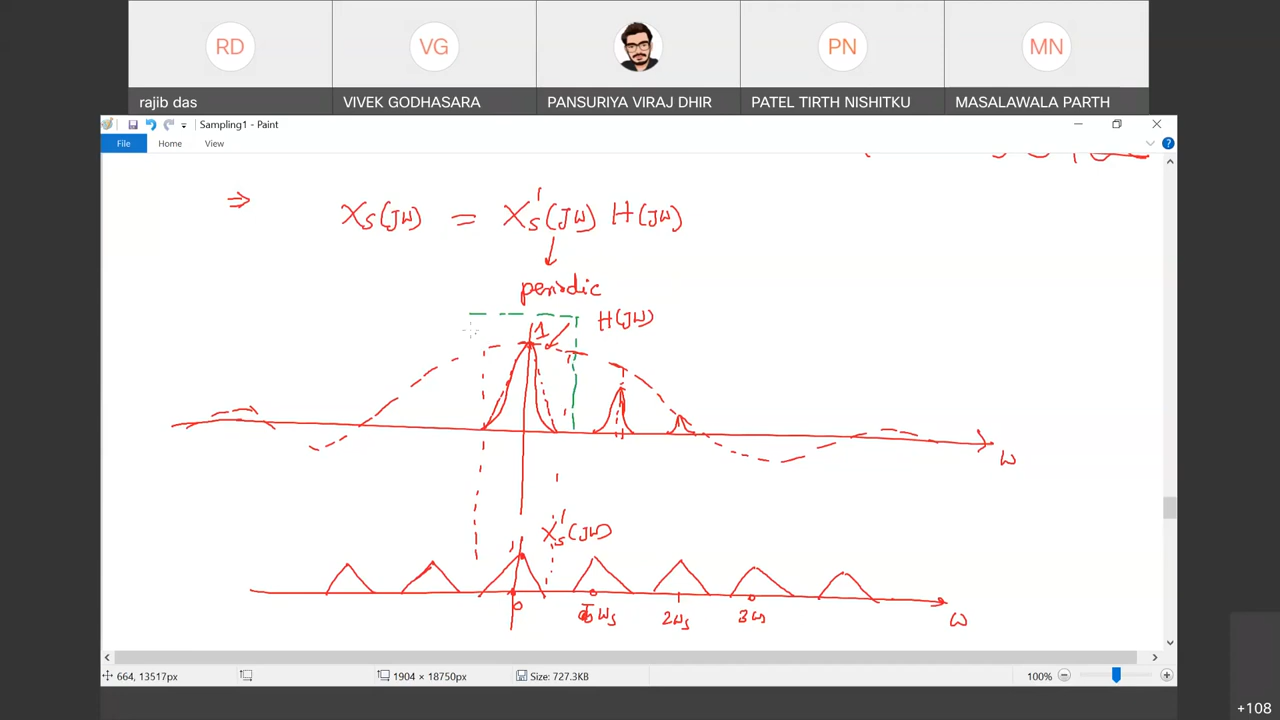 RD VG PN MN
rajib das VIVEK GODHASARA PANSURIYA VIRAJ DHIR PATEL TIRTH NISHITKU MASALAWALA PARTH
Sampling1 - Paint
File Home View
⇒ Xs(jω) = Xs'(jω) H(jω)
periodic
1 H(jω)
ω
Xs'(jω)
0 ωs 2ωs 3ωs ω
664, 13517px 1904 × 18750px Size: 727.3KB 100%
+108